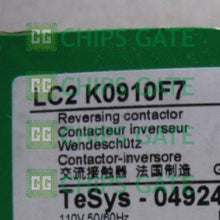 CHIPS GATE
LC2 K0910F7
Reversing contactor
Contacteur inverseur
Wendeschütz
Contactor-inversore
交流接触器 法国制造
TeSys - 04924
110V 50/60Hz